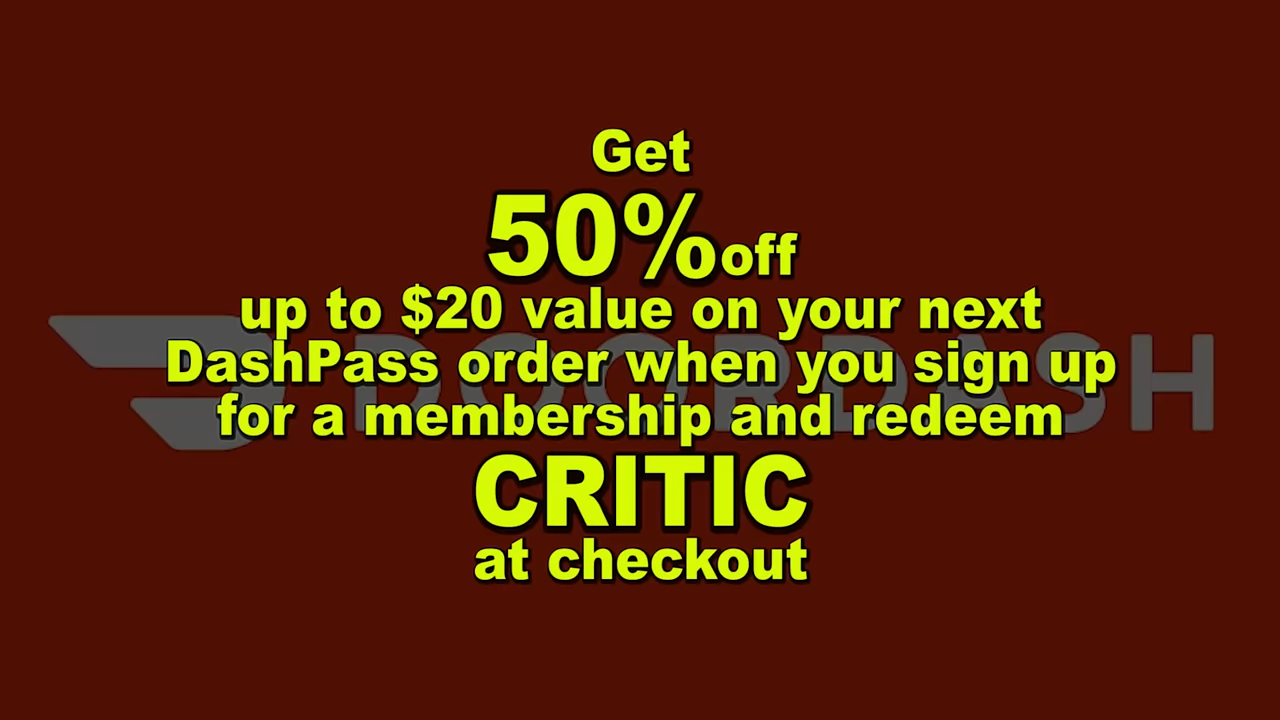 Get
50% off
up to $20 value on your next
DashPass order when you sign up
for a membership and redeem
CRITIC
at checkout
DOORDASH